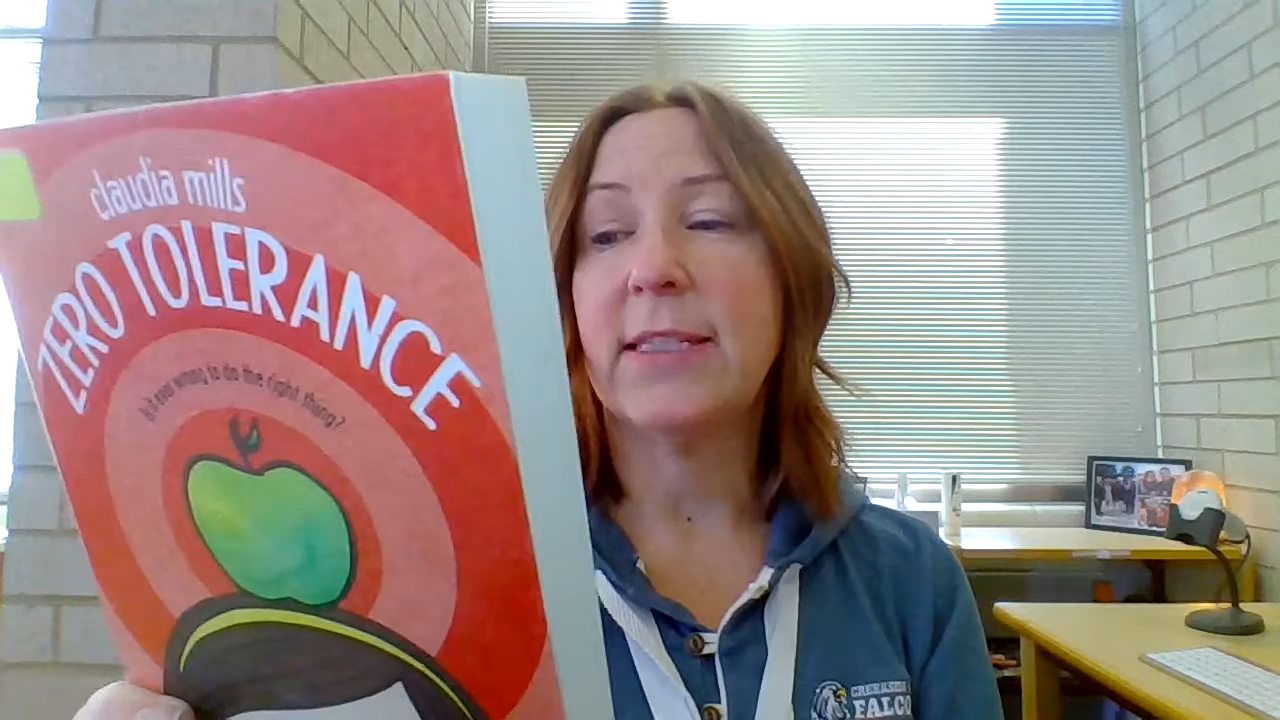 claudia mills
ZERO TOLERANCE
Is it ever wrong to do the right thing?
FALCO